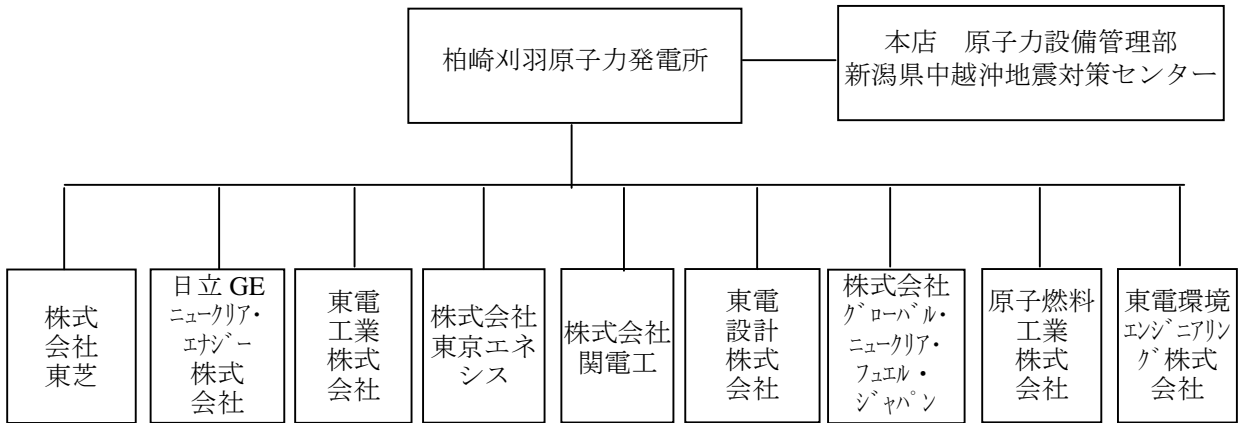 柏崎刈羽原子力発電所
本店　原子力設備管理部
新潟県中越沖地震対策センター
株式
会社
東芝
日立 GE
ニュークリア・
エナジー
株式
会社
東電
工業
株式
会社
株式会社
東京エネ
シス
株式会社
関電工
東電
設計
株式
会社
株式会社
グローバル・
ニュークリア・
フュエル・
ジャパン
原子燃料
工業
株式
会社
東電環境
エンジニアリン
グ株式
会社